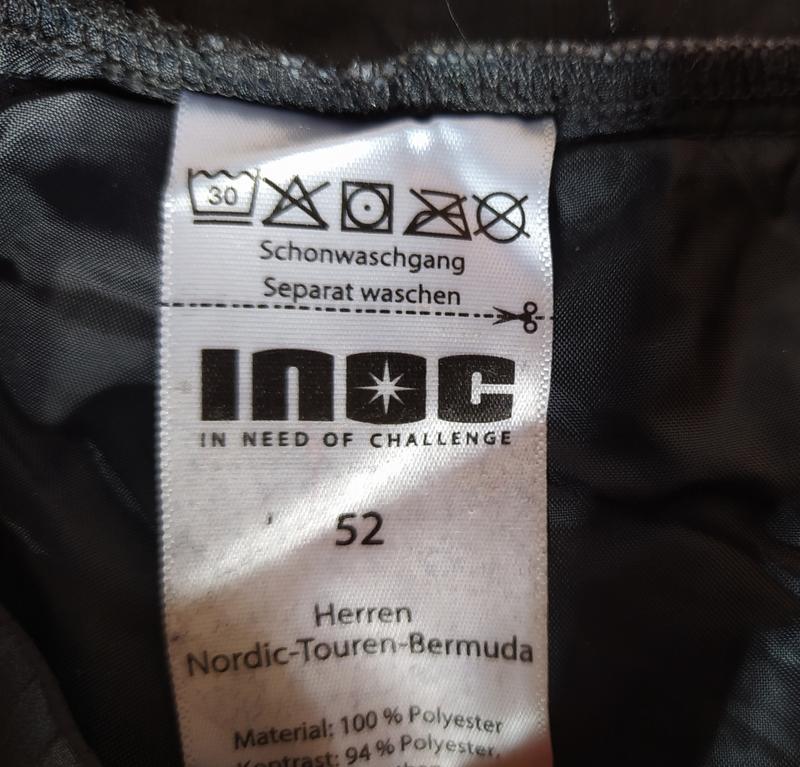 30
Schonwaschgang
Separat waschen
INOC
IN NEED OF CHALLENGE
52
Herren
Nordic-Touren-Bermuda
Material: 100 % Polyester
Kontrast: 94 % Polyester,